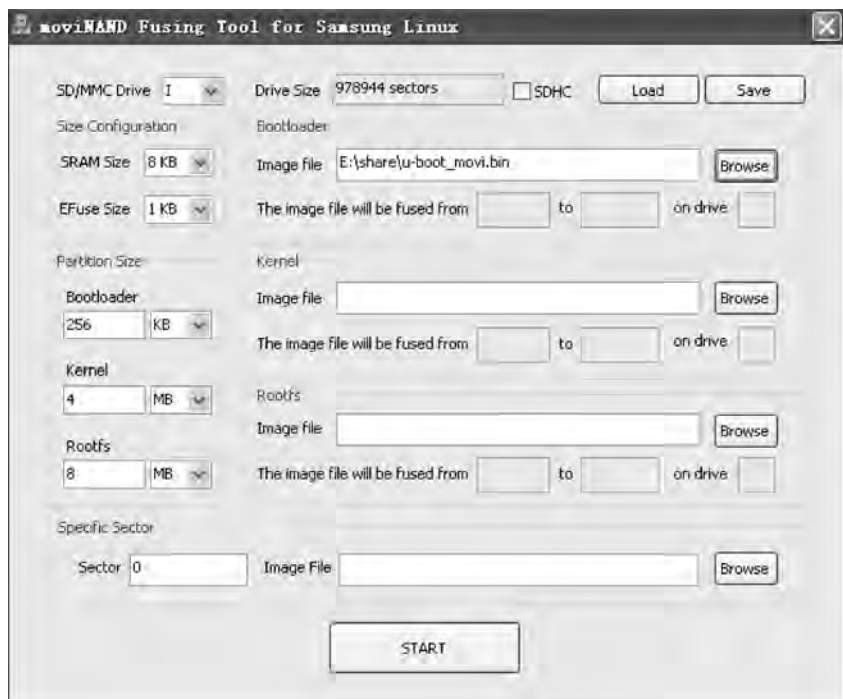 moviNAND Fusing Tool for Samsung Linux
SD/MMC Drive I Drive Size 978944 sectors SDHC Load Save
Size Configuration Bootloader
SRAM Size 8 KB Image file E:\share\u-boot_movi.bin Browse
EFuse Size 1 KB The image file will be fused from to on drive
Partition Size Kernel
Bootloader Image file Browse
256 KB
The image file will be fused from to on drive
Kernel
4 MB Rootfs
Image file Browse
Rootfs
8 MB The image file will be fused from to on drive
Specific Sector
Sector 0 Image File Browse
START